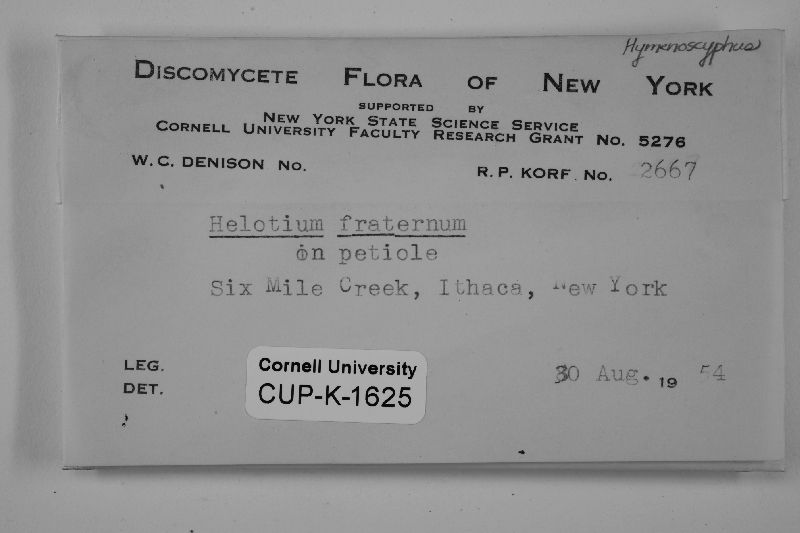 Hymenoscyphus
DISCOMYCETE FLORA OF NEW YORK
SUPPORTED BY
NEW YORK STATE SCIENCE SERVICE
CORNELL UNIVERSITY FACULTY RESEARCH GRANT NO. 5276
W. C. DENISON NO.
R. P. KORF. NO. 2667
Helotium fraternum
on petiole
Six Mile Creek, Ithaca, New York
LEG.
DET.
30 Aug. 19 54
Cornell University
CUP-K-1625